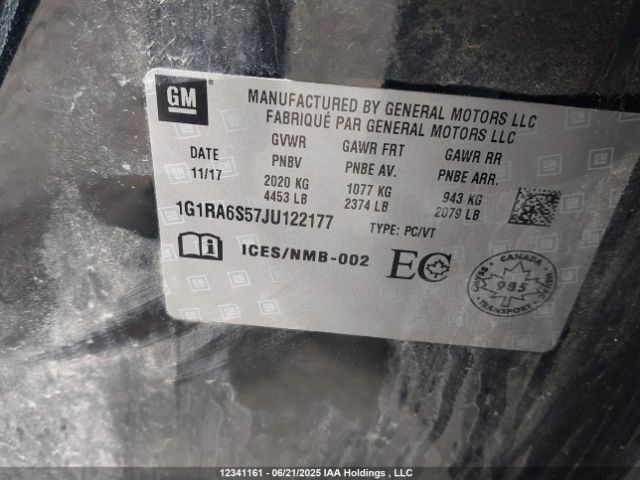 GM
MANUFACTURED BY GENERAL MOTORS LLC
FABRIQUÉ PAR GENERAL MOTORS LLC
DATE
11/17
GVWR
PNBV
2020 KG
4453 LB
GAWR FRT
PNBE AV.
1077 KG
2374 LB
GAWR RR
PNBE ARR.
943 KG
2079 LB
1G1RA6S57JU122177
TYPE: PC/VT
ICES/NMB-002
EC
CANADA
985
TRANSPORT
12341161 - 06/21/2025 IAA Holdings , LLC